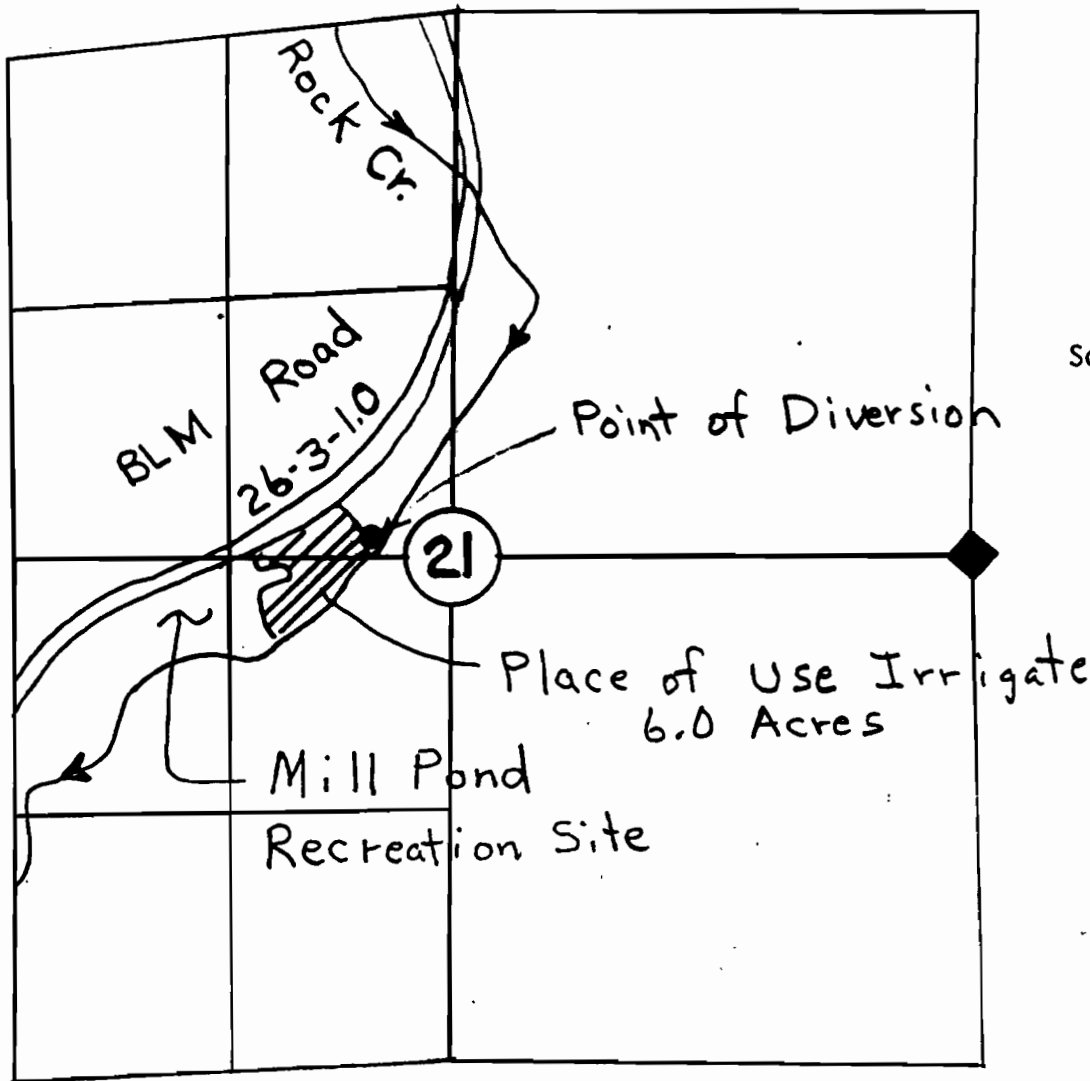 Rock Cr.
BLM Road
26-3-1.0
Point of Diversion
21
Place of Use Irrigate
6.0 Acres
Mill Pond
Recreation Site